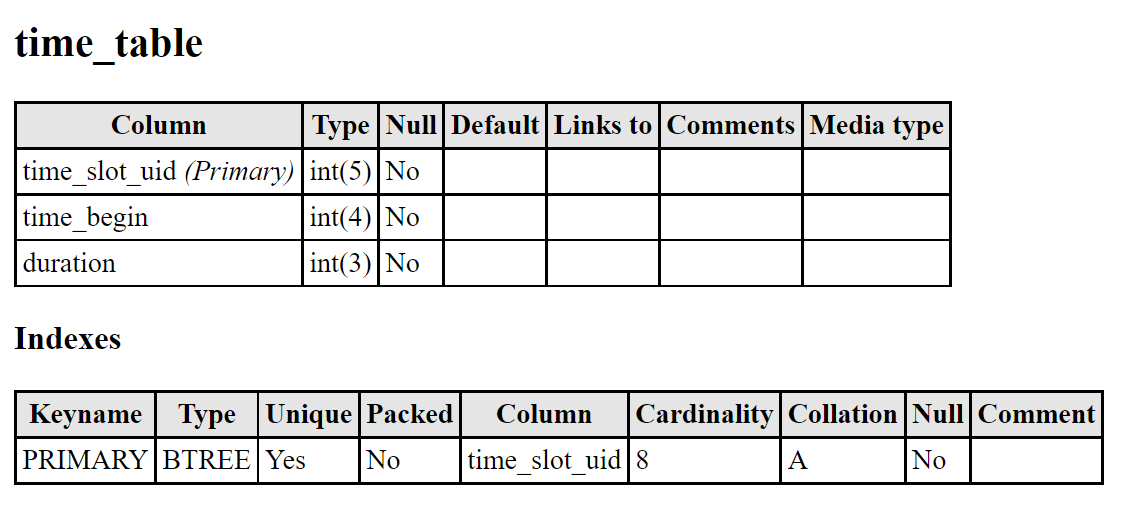 time_table
Column Type Null Default Links to Comments Media type
time_slot_uid (Primary) int(5) No
time_begin int(4) No
duration int(3) No
Indexes
Keyname Type Unique Packed Column Cardinality Collation Null Comment
PRIMARY BTREE Yes No time_slot_uid 8 A No